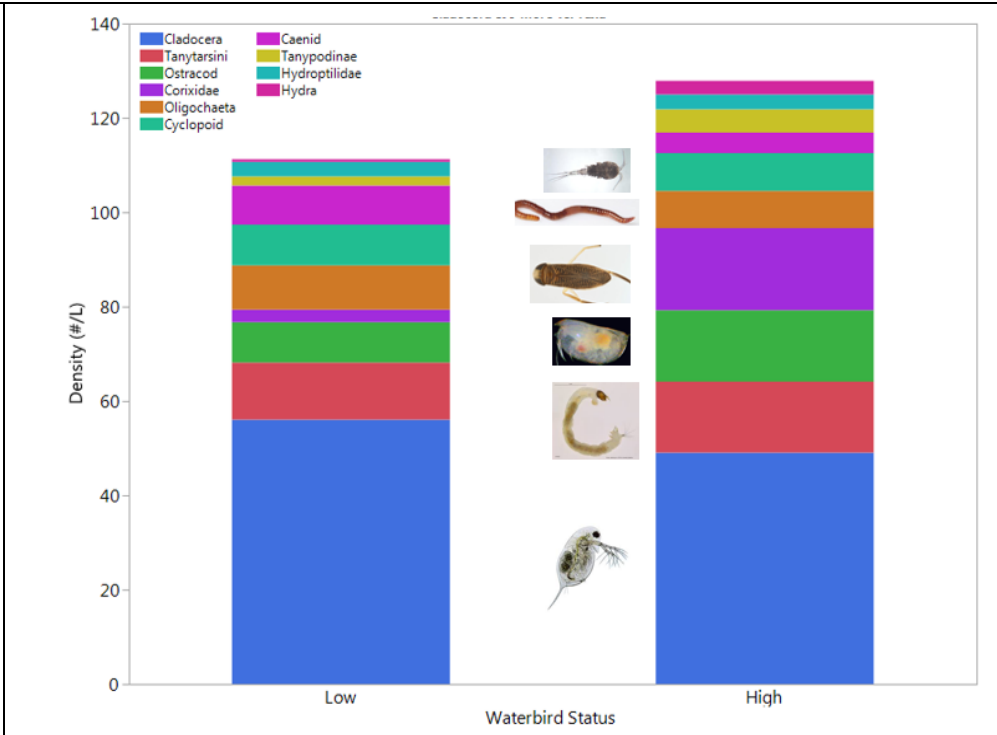 140
120
100
80
60
40
20
0
Density (#/L)
Cladocera
Tanytarsini
Ostracod
Corixidae
Oligochaeta
Cyclopoid
Caenid
Tanypodinae
Hydroptilidae
Hydra
Low
High
Waterbird Status